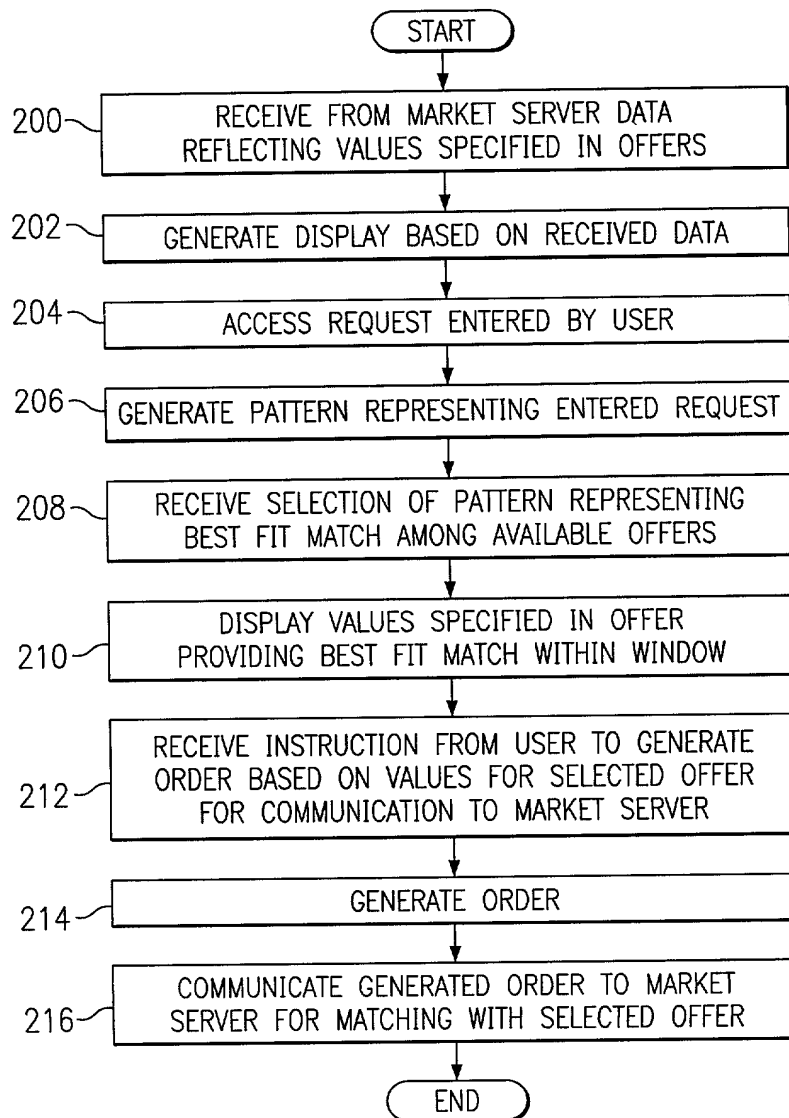 START
200
RECEIVE FROM MARKET SERVER DATA
REFLECTING VALUES SPECIFIED IN OFFERS
202
GENERATE DISPLAY BASED ON RECEIVED DATA
204
ACCESS REQUEST ENTERED BY USER
206
GENERATE PATTERN REPRESENTING ENTERED REQUEST
208
RECEIVE SELECTION OF PATTERN REPRESENTING
BEST FIT MATCH AMONG AVAILABLE OFFERS
210
DISPLAY VALUES SPECIFIED IN OFFER
PROVIDING BEST FIT MATCH WITHIN WINDOW
212
RECEIVE INSTRUCTION FROM USER TO GENERATE
ORDER BASED ON VALUES FOR SELECTED OFFER
FOR COMMUNICATION TO MARKET SERVER
214
GENERATE ORDER
216
COMMUNICATE GENERATED ORDER TO MARKET
SERVER FOR MATCHING WITH SELECTED OFFER
END